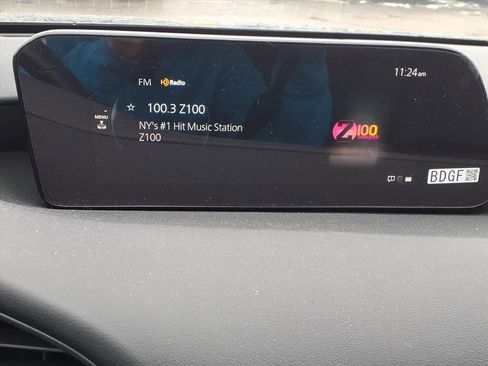 FM HD Radio
11:24am
☆ 100.3 Z100
MENU
NY's #1 Hit Music Station
Z100
Z100
BDGF